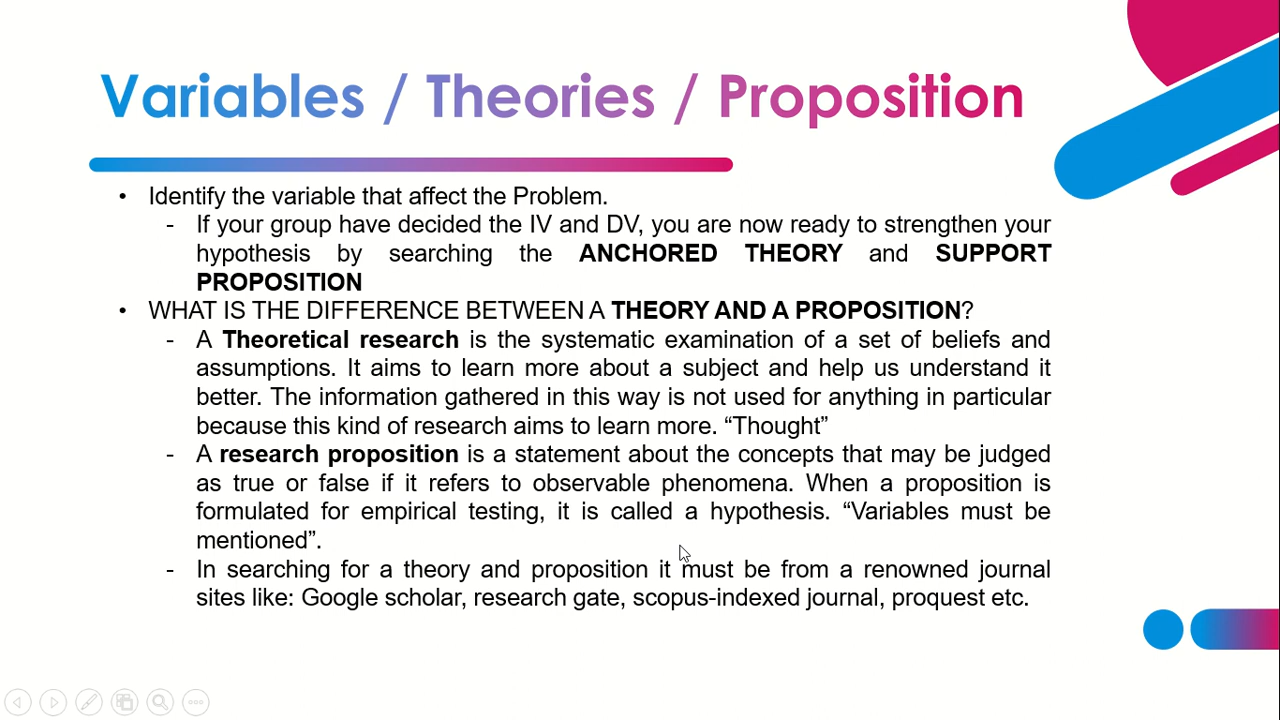 Variables / Theories / Proposition
• Identify the variable that affect the Problem.
- If your group have decided the IV and DV, you are now ready to strengthen your
hypothesis by searching the ANCHORED THEORY and SUPPORT
PROPOSITION
• WHAT IS THE DIFFERENCE BETWEEN A THEORY AND A PROPOSITION?
- A Theoretical research is the systematic examination of a set of beliefs and
assumptions. It aims to learn more about a subject and help us understand it
better. The information gathered in this way is not used for anything in particular
because this kind of research aims to learn more. “Thought”
- A research proposition is a statement about the concepts that may be judged
as true or false if it refers to observable phenomena. When a proposition is
formulated for empirical testing, it is called a hypothesis. “Variables must be
mentioned”.
- In searching for a theory and proposition it must be from a renowned journal
sites like: Google scholar, research gate, scopus-indexed journal, proquest etc.